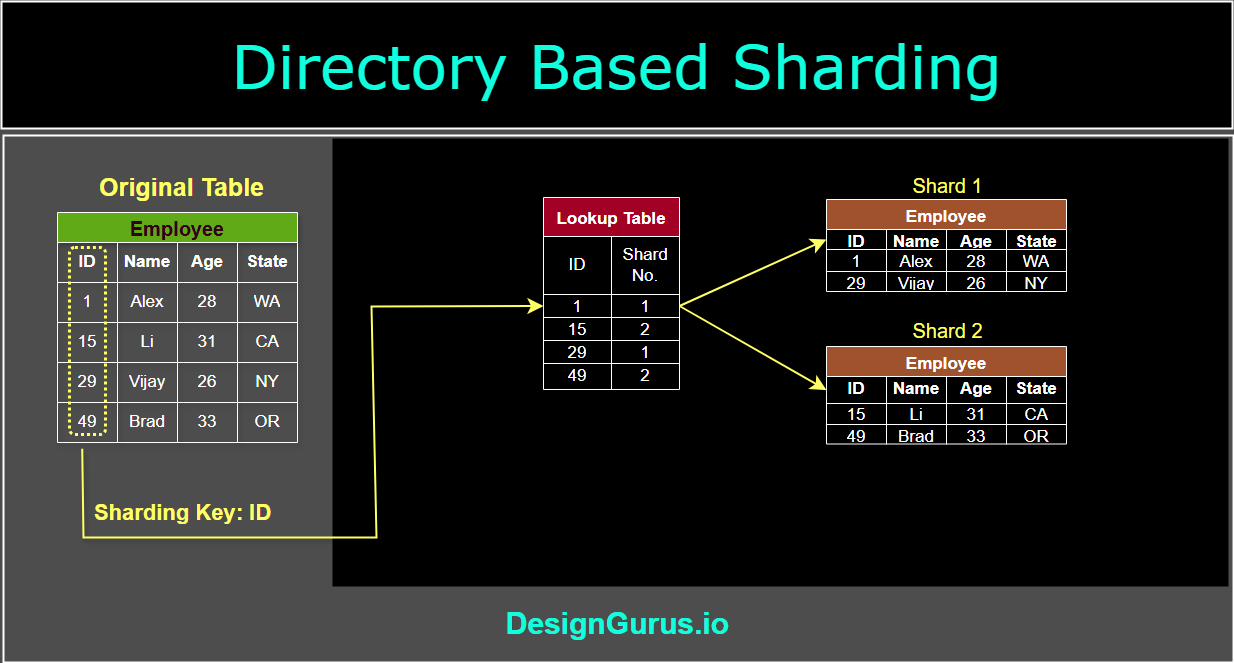 Directory Based Sharding
Original Table
Employee
ID Name Age State
1 Alex 28 WA
15 Li 31 CA
29 Vijay 26 NY
49 Brad 33 OR
Sharding Key: ID
Lookup Table
ID Shard No.
1 1
15 2
29 1
49 2
Shard 1
Employee
ID Name Age State
1 Alex 28 WA
29 Vijay 26 NY
Shard 2
Employee
ID Name Age State
15 Li 31 CA
49 Brad 33 OR
DesignGurus.io